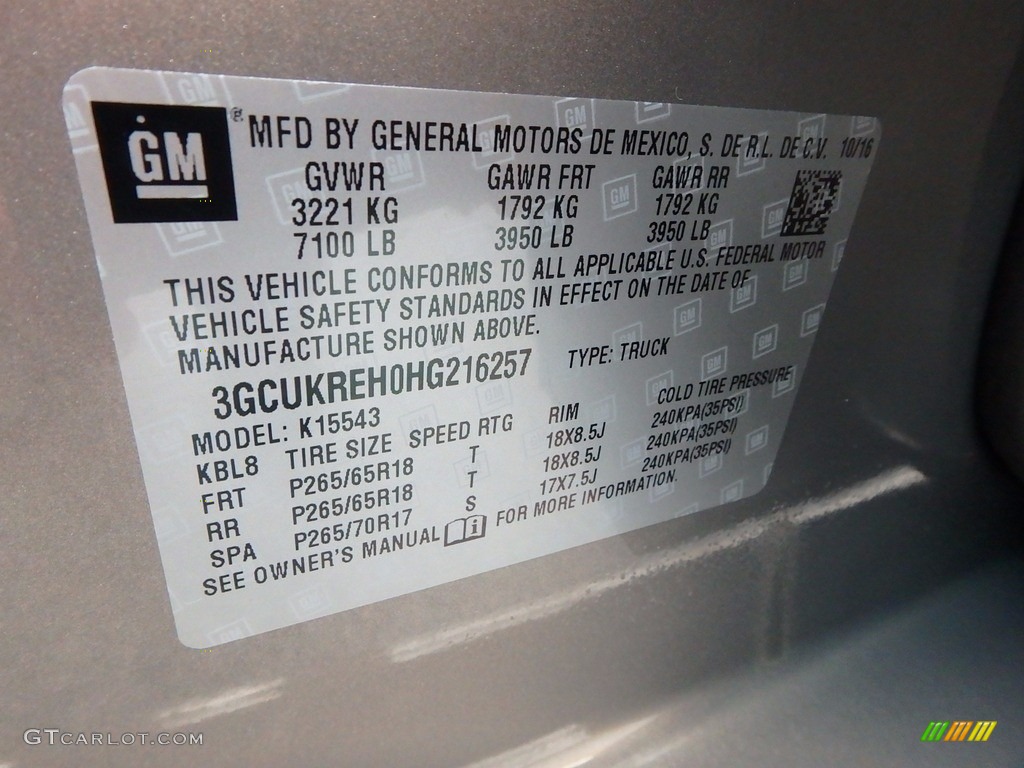 GM® MFD BY GENERAL MOTORS DE MEXICO, S. DE R.L. DE C.V. 10/16
GVWR GAWR FRT GAWR RR
3221 KG 1792 KG 1792 KG
7100 LB 3950 LB 3950 LB
THIS VEHICLE CONFORMS TO ALL APPLICABLE U.S. FEDERAL MOTOR
VEHICLE SAFETY STANDARDS IN EFFECT ON THE DATE OF
MANUFACTURE SHOWN ABOVE.
3GCUKREH0HG216257 TYPE: TRUCK
MODEL: K15543
KBL8 TIRE SIZE SPEED RTG RIM COLD TIRE PRESSURE
FRT P265/65R18 T 18X8.5J 240KPA(35PSI)
RR P265/65R18 T 18X8.5J 240KPA(35PSI)
SPA P265/70R17 S 17X7.5J 240KPA(35PSI)
SEE OWNER'S MANUAL i FOR MORE INFORMATION.
GTCARLOT.COM